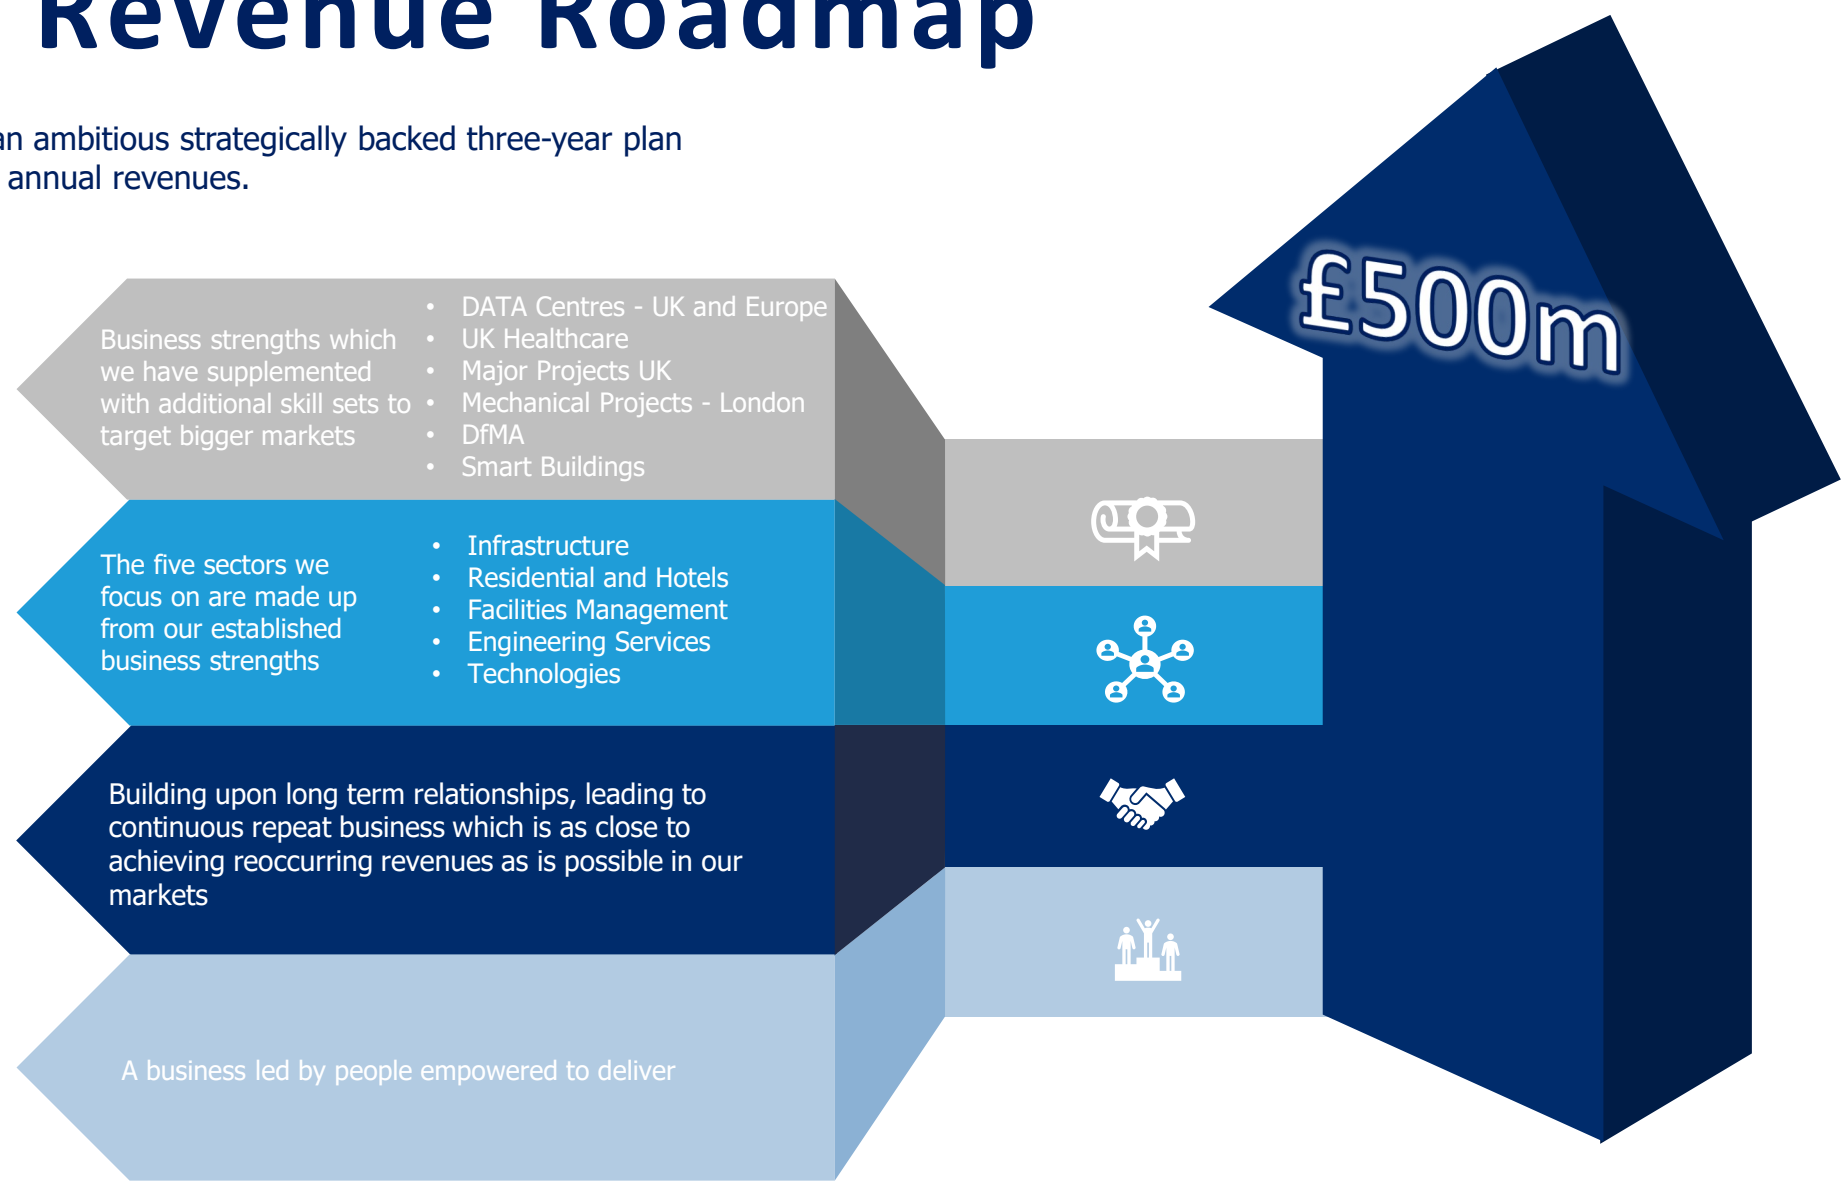 Revenue Roadmap
an ambitious strategically backed three-year plan
annual revenues.
£500m
Business strengths which
we have supplemented
with additional skill sets to
target bigger markets
• DATA Centres - UK and Europe
• UK Healthcare
• Major Projects UK
• Mechanical Projects - London
• DfMA
• Smart Buildings
The five sectors we
focus on are made up
from our established
business strengths
• Infrastructure
• Residential and Hotels
• Facilities Management
• Engineering Services
• Technologies
Building upon long term relationships, leading to
continuous repeat business which is as close to
achieving reoccurring revenues as is possible in our
markets
A business led by people empowered to deliver